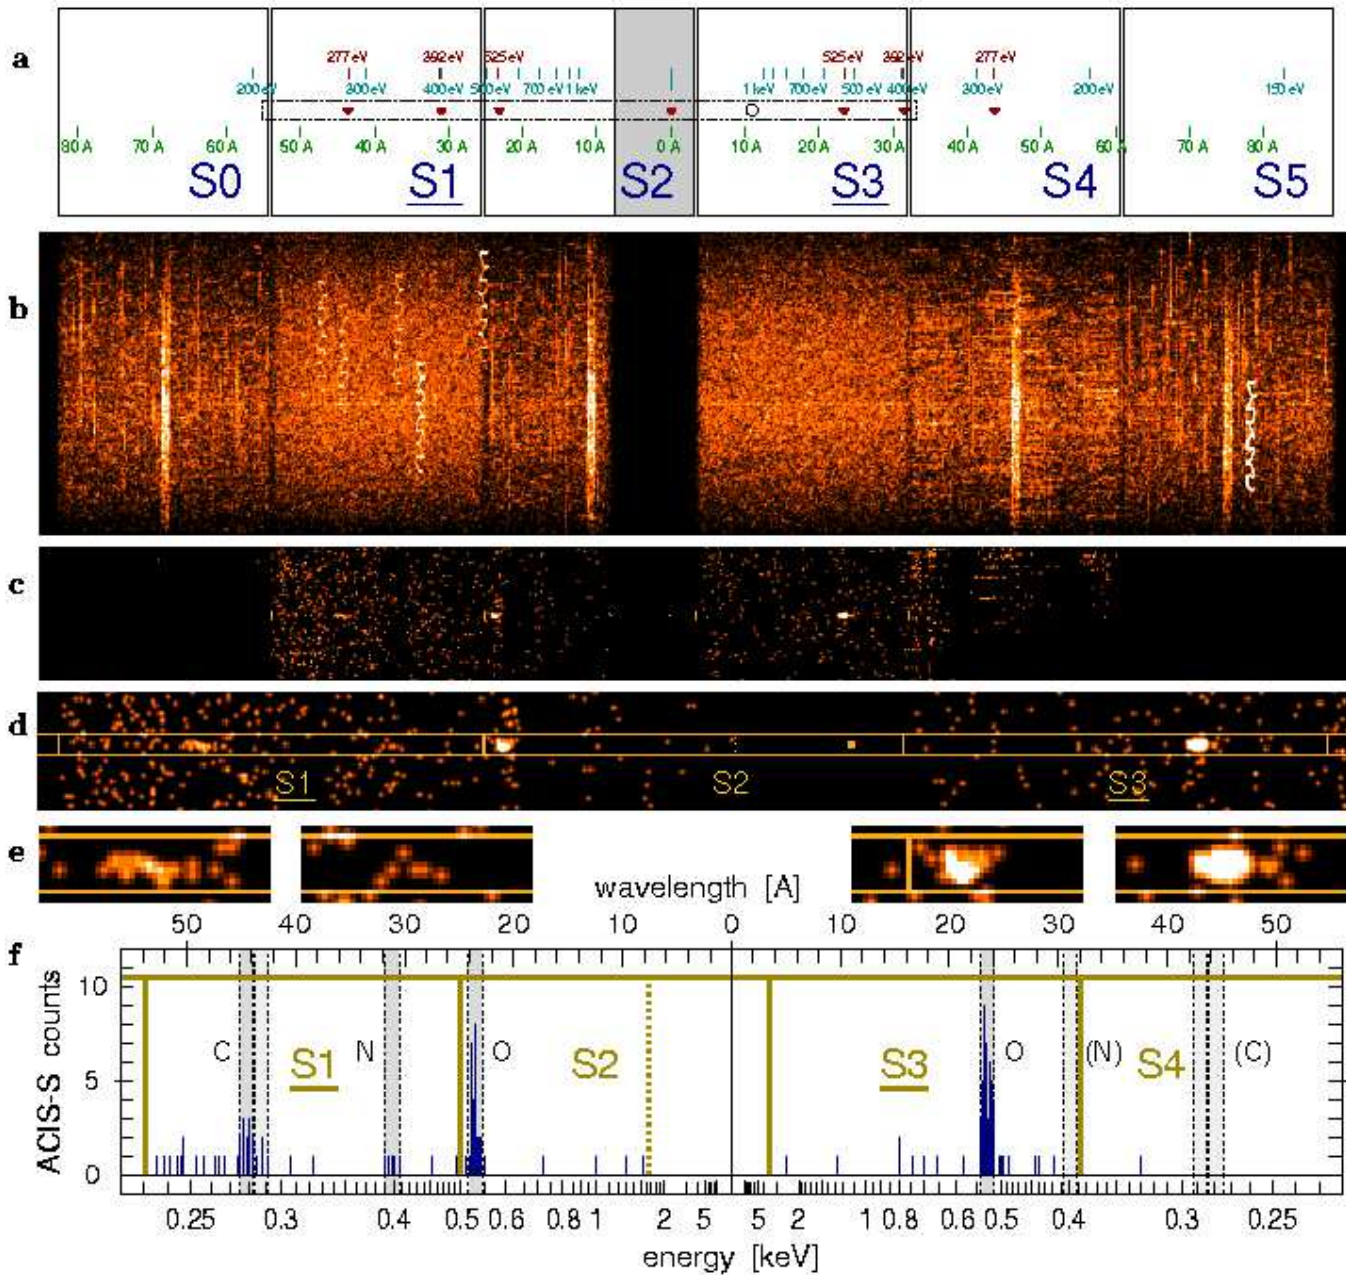 a
277 eV 392 eV 525 eV 525 eV 392 eV 277 eV
200 eV 300 eV 400 eV 500 eV 700 eV 1 keV 1 keV 700 eV 500 eV 400 eV 300 eV 200 eV 150 eV
80 A 70 A 60 A 50 A 40 A 30 A 20 A 0 A 10 A 20 A 30 A 40 A 50 A 60 A 70 A 80 A
S0 S1 S2 S3 S4 S5
b
c
d
S1 S2 S3
e
wavelength [A]
50 40 30 20 10 0 10 20 30 40 50
f
ACIS-S counts
10
5
0
C S1 N O S2 S3 O (N) S4 (C)
0.25 0.3 0.4 0.5 0.6 0.8 1 2 5 5 2 1 0.8 0.6 0.5 0.4 0.3 0.25
energy [keV]